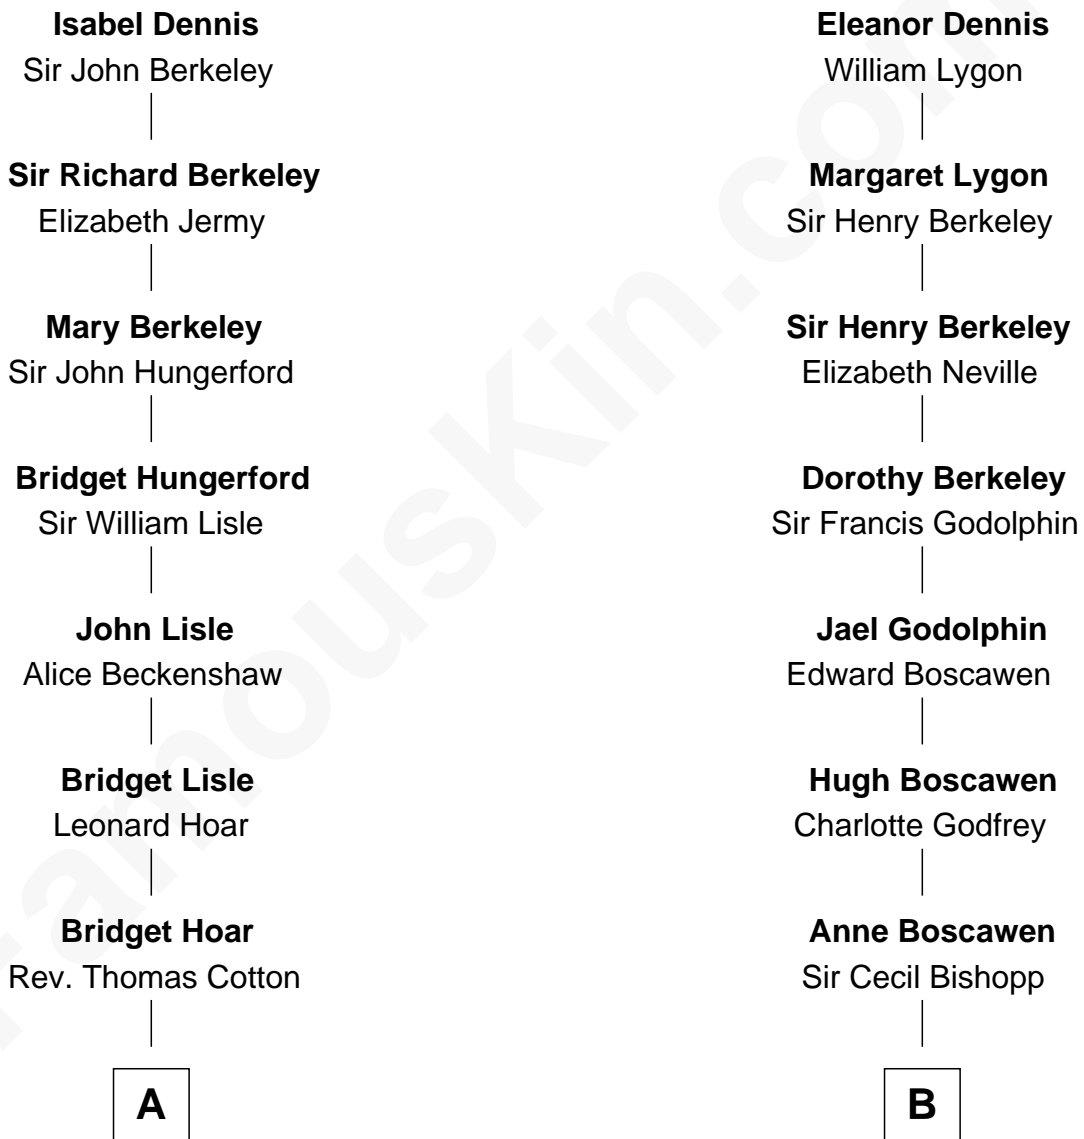 Isabel Dennis
Sir John Berkeley
Sir Richard Berkeley
Elizabeth Jermy
Mary Berkeley
Sir John Hungerford
Bridget Hungerford
Sir William Lisle
John Lisle
Alice Beckenshaw
Bridget Lisle
Leonard Hoar
Bridget Hoar
Rev. Thomas Cotton
A
Eleanor Dennis
William Lygon
Margaret Lygon
Sir Henry Berkeley
Sir Henry Berkeley
Elizabeth Neville
Dorothy Berkeley
Sir Francis Godolphin
Jael Godolphin
Edward Boscawen
Hugh Boscawen
Charlotte Godfrey
Anne Boscawen
Sir Cecil Bishopp
B
FamousKin.com